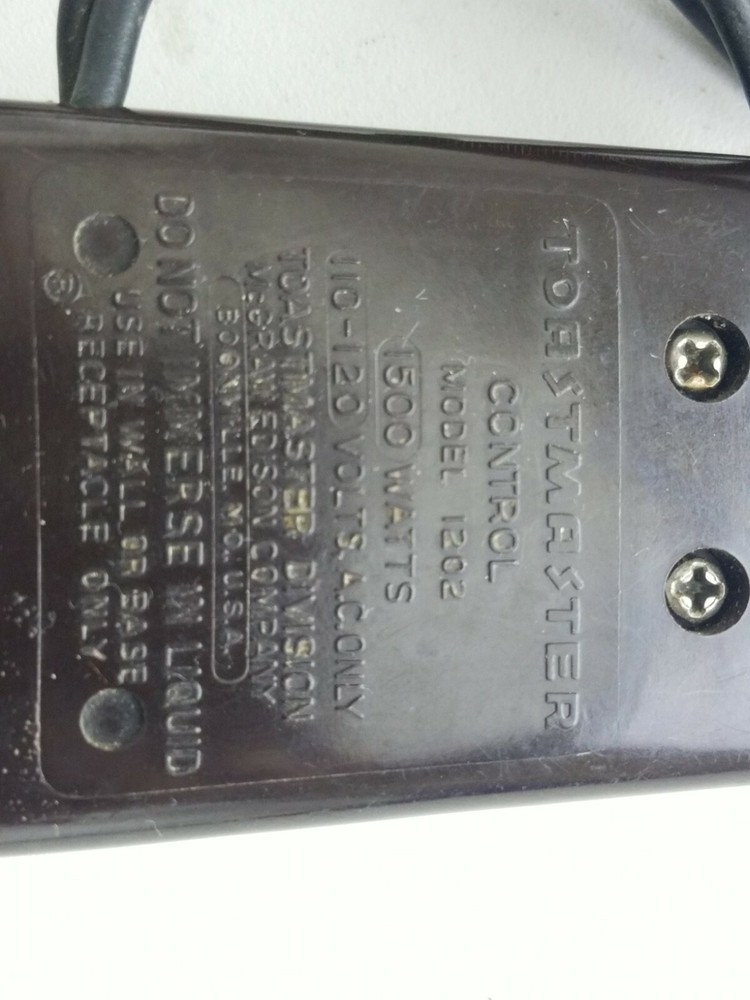 TOASTMASTER
CONTROL
MODEL 1202
1500 WATTS
110-120 VOLTS, A.C. ONLY
TOASTMASTER DIVISION
McGRAW EDISON COMPANY
BOONVILLE, MO., U.S.A.
DO NOT IMMERSE IN LIQUID
USE IN WALL OR BASE
RECEPTACLE ONLY